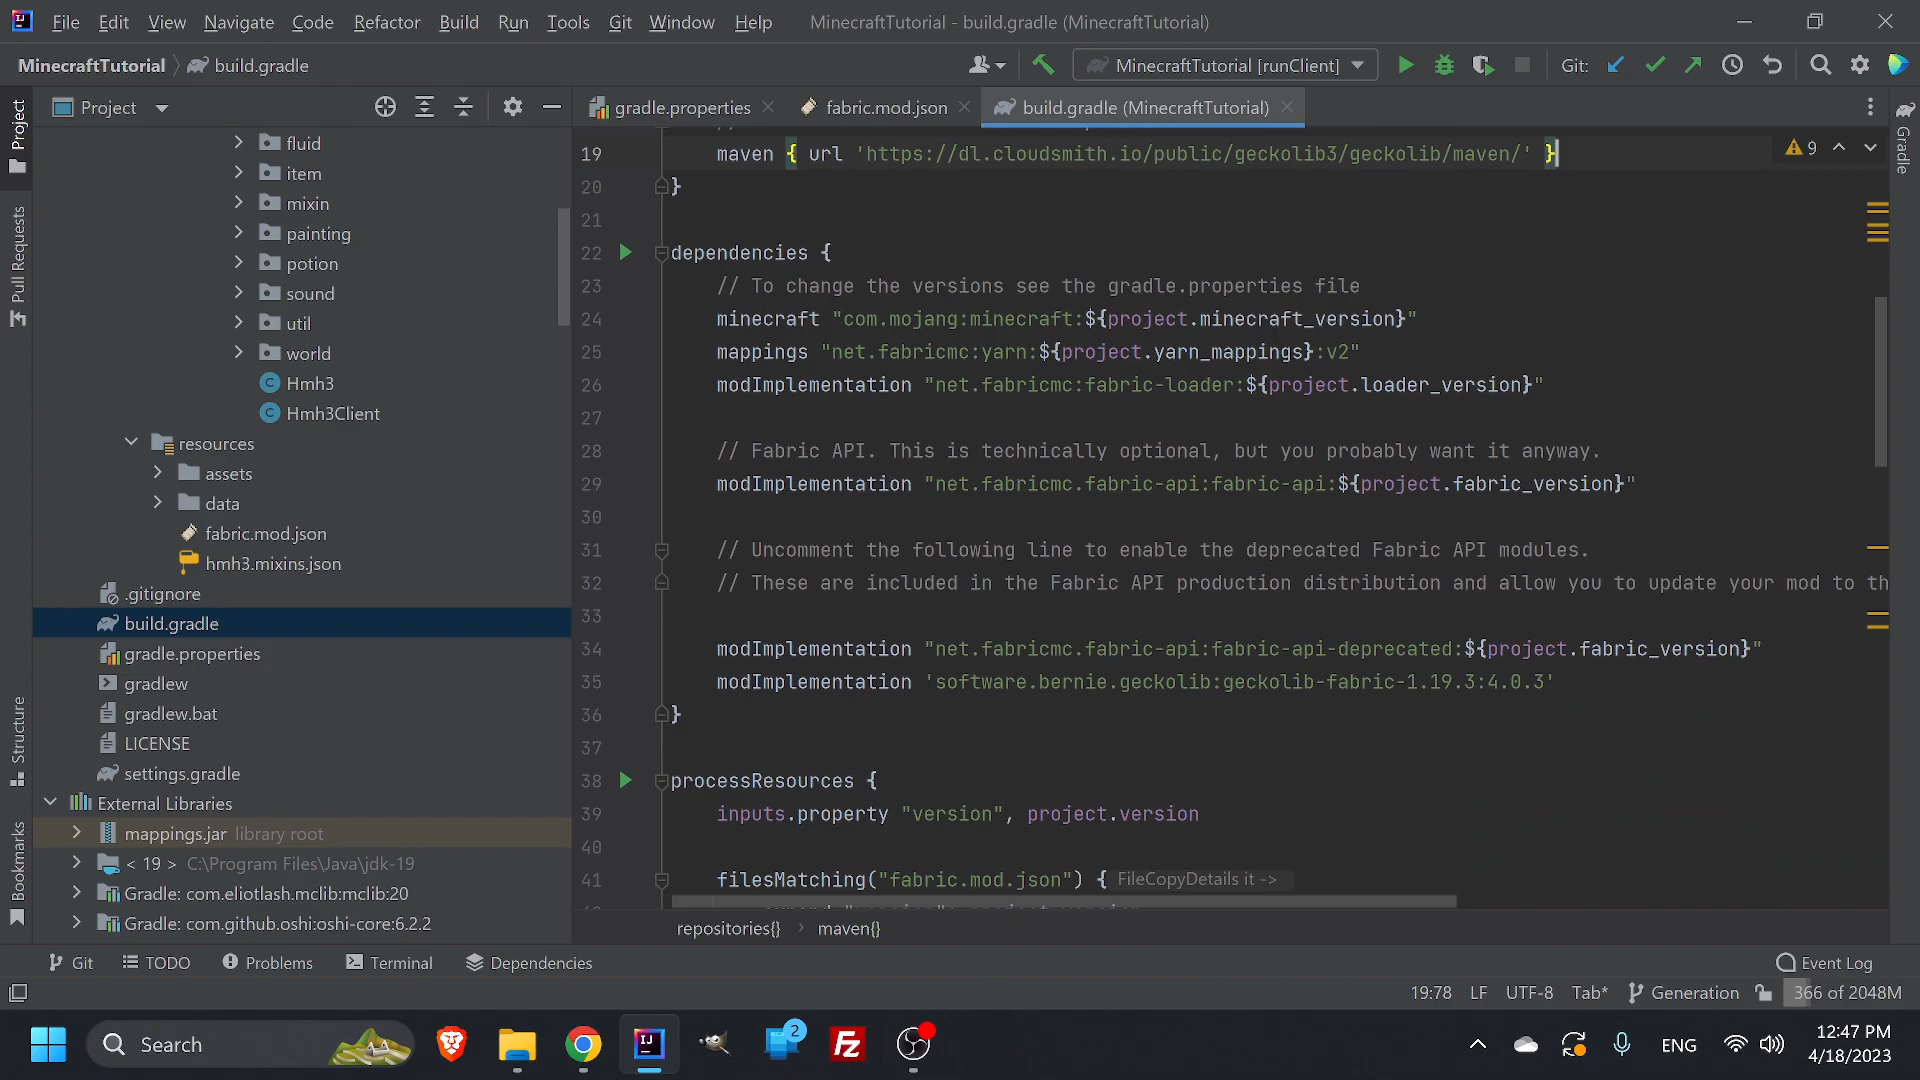 File Edit View Navigate Code Refactor Build Run Tools Git Window Help MinecraftTutorial - build.gradle (MinecraftTutorial)
MinecraftTutorial build.gradle MinecraftTutorial [runClient] Git:
Project gradle.properties fabric.mod.json build.gradle (MinecraftTutorial)
Project
Pull Requests
Structure
Bookmarks
Gradle
fluid
item
mixin
painting
potion
sound
util
world
Hmh3
Hmh3Client
resources
assets
data
fabric.mod.json
hmh3.mixins.json
.gitignore
build.gradle
gradle.properties
gradlew
gradlew.bat
LICENSE
settings.gradle
External Libraries
mappings.jar library root
< 19 > C:\Program Files\Java\jdk-19
Gradle: com.eliotlash.mclib:mclib:20
Gradle: com.github.oshi:oshi-core:6.2.2
19 maven { url 'https://dl.cloudsmith.io/public/geckolib3/geckolib/maven/' } 9
20 }
21
22 dependencies {
23 // To change the versions see the gradle.properties file
24 minecraft "com.mojang:minecraft:${project.minecraft_version}"
25 mappings "net.fabricmc:yarn:${project.yarn_mappings}:v2"
26 modImplementation "net.fabricmc:fabric-loader:${project.loader_version}"
27
28 // Fabric API. This is technically optional, but you probably want it anyway.
29 modImplementation "net.fabricmc.fabric-api:fabric-api:${project.fabric_version}"
30
31 // Uncomment the following line to enable the deprecated Fabric API modules.
32 // These are included in the Fabric API production distribution and allow you to update your mod to th
33
34 modImplementation "net.fabricmc.fabric-api:fabric-api-deprecated:${project.fabric_version}"
35 modImplementation 'software.bernie.geckolib:geckolib-fabric-1.19.3:4.0.3'
36 }
37
38 processResources {
39 inputs.property "version", project.version
40
41 filesMatching("fabric.mod.json") { FileCopyDetails it ->
repositories{} maven{}
Git TODO Problems Terminal Dependencies Event Log
19:78 LF UTF-8 Tab* Generation 366 of 2048M
Search 2 ENG 12:47 PM
4/18/2023